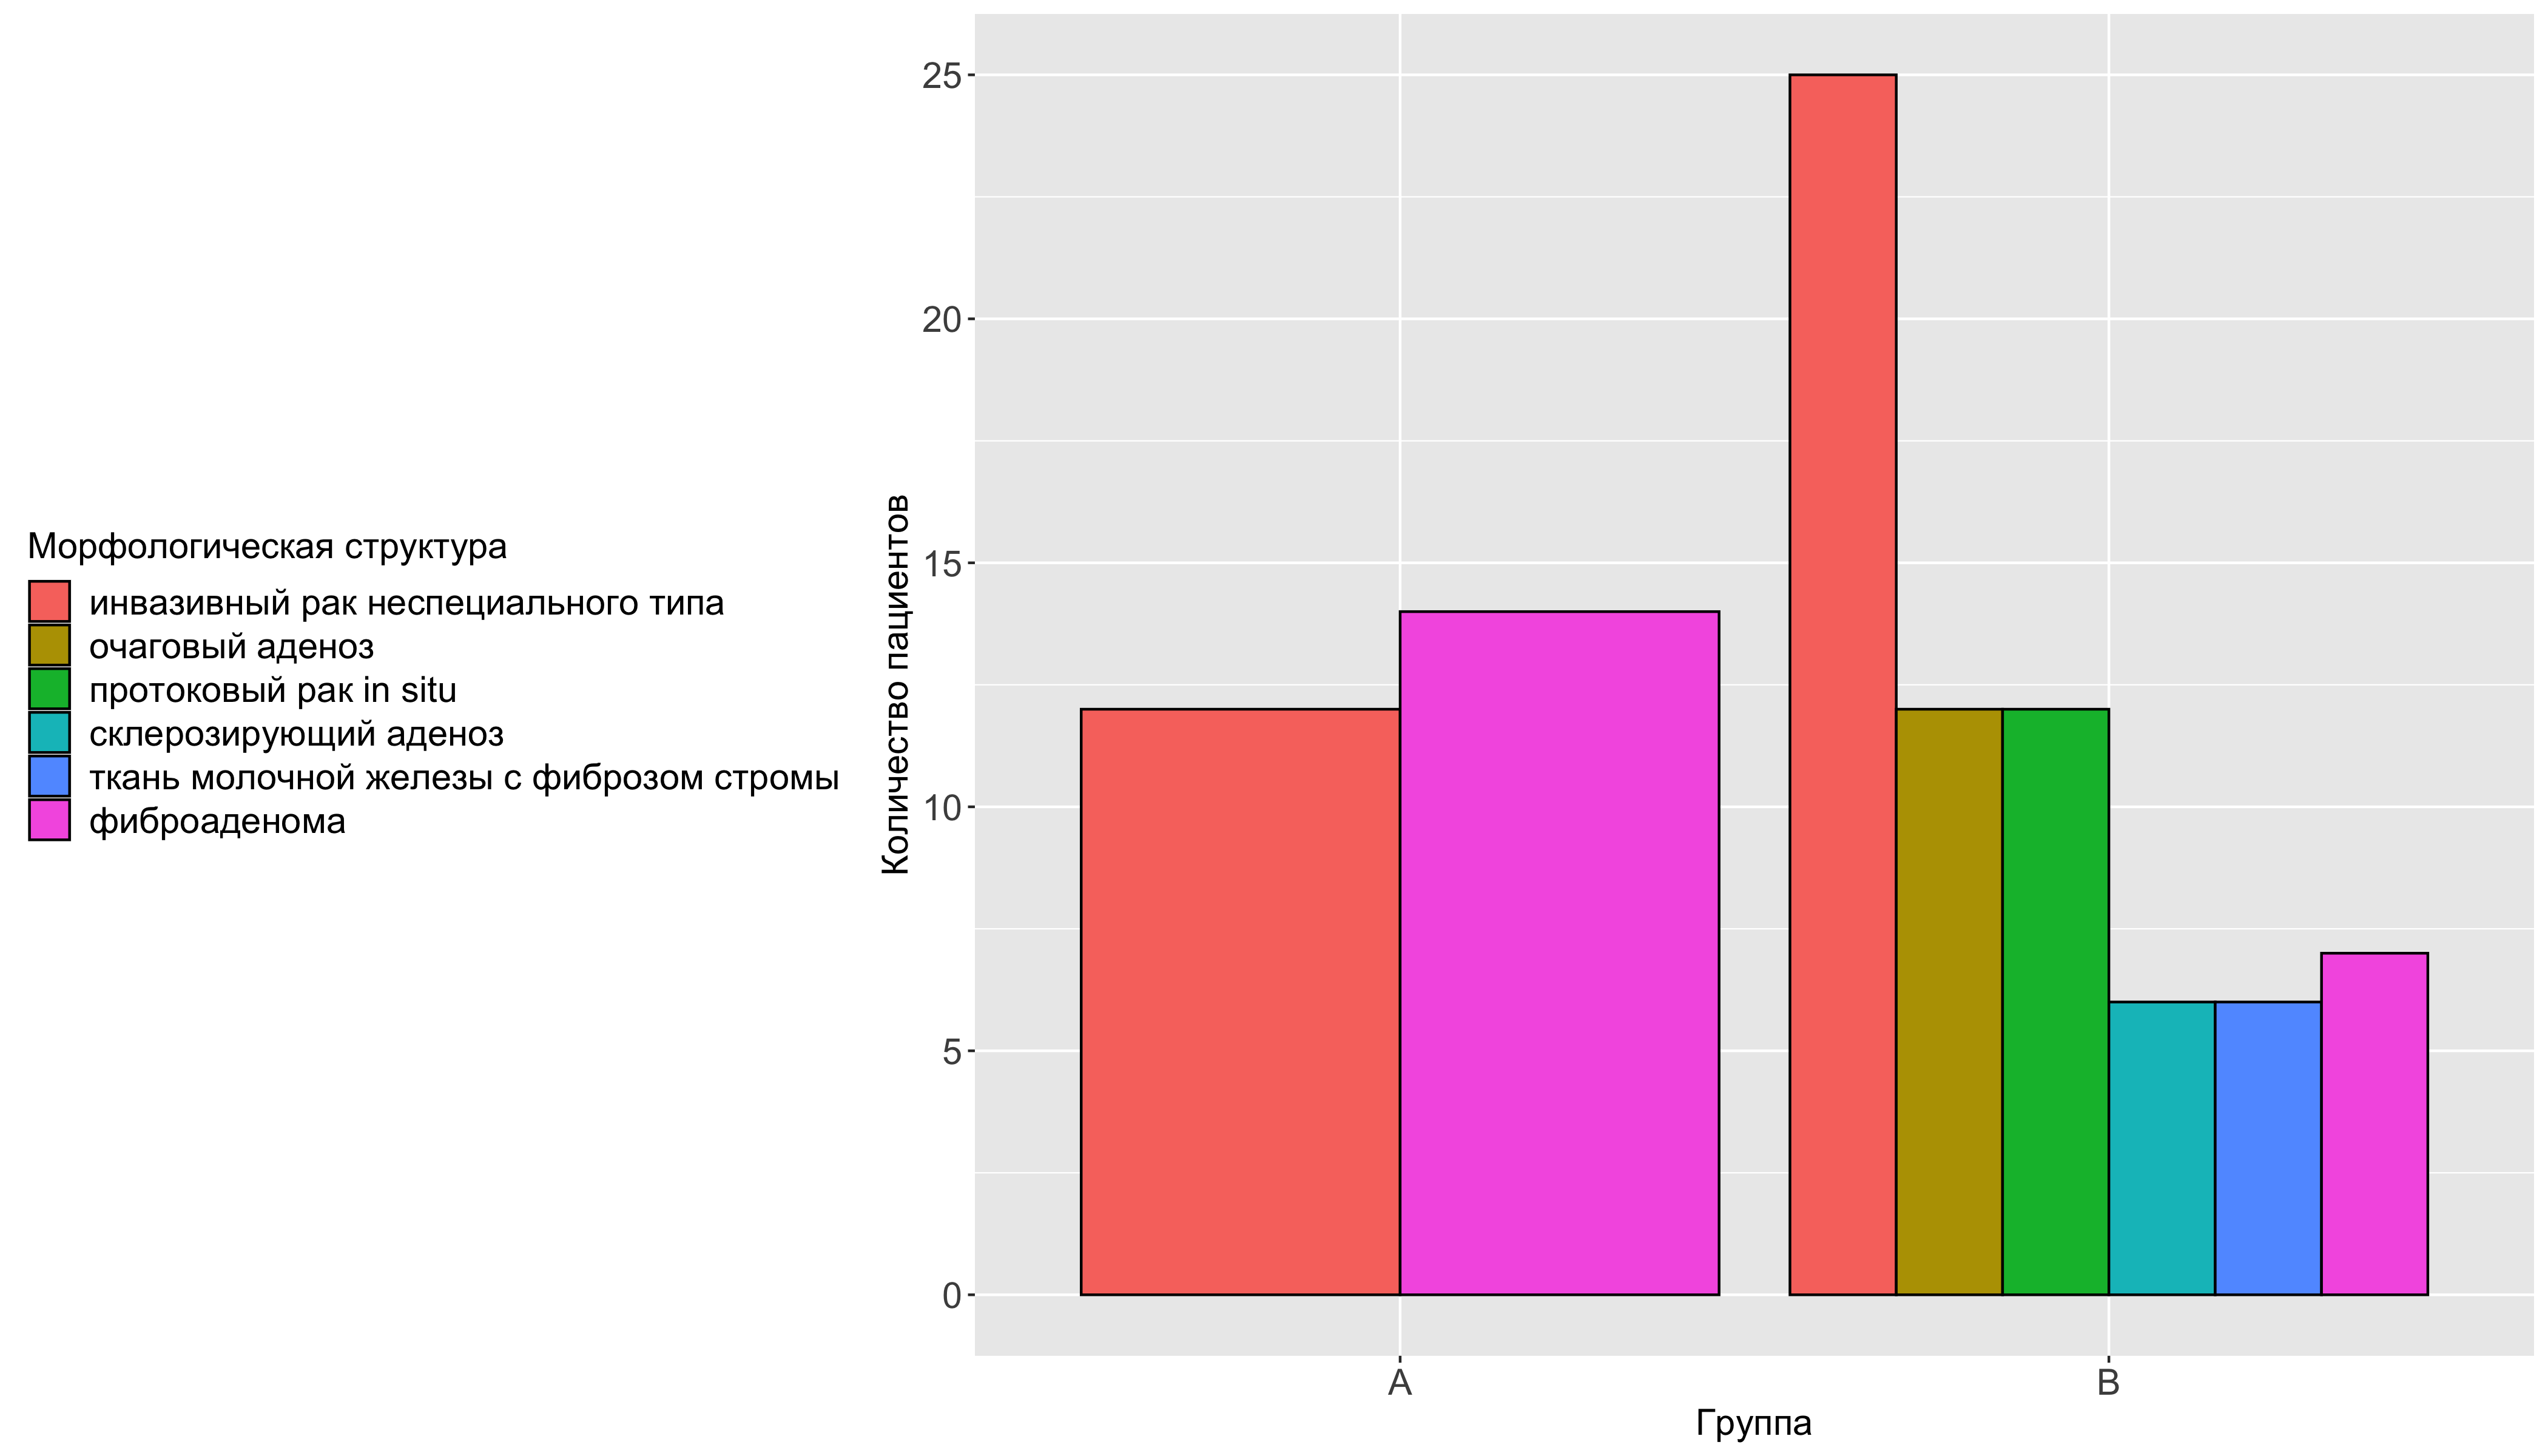 Морфологическая структура
инвазивный рак неспециального типа
очаговый аденоз
протоковый рак in situ
склерозирующий аденоз
ткань молочной железы с фиброзом стромы
фиброаденома
Количество пациентов
25
20
15
10
5
0
A
B
Группа